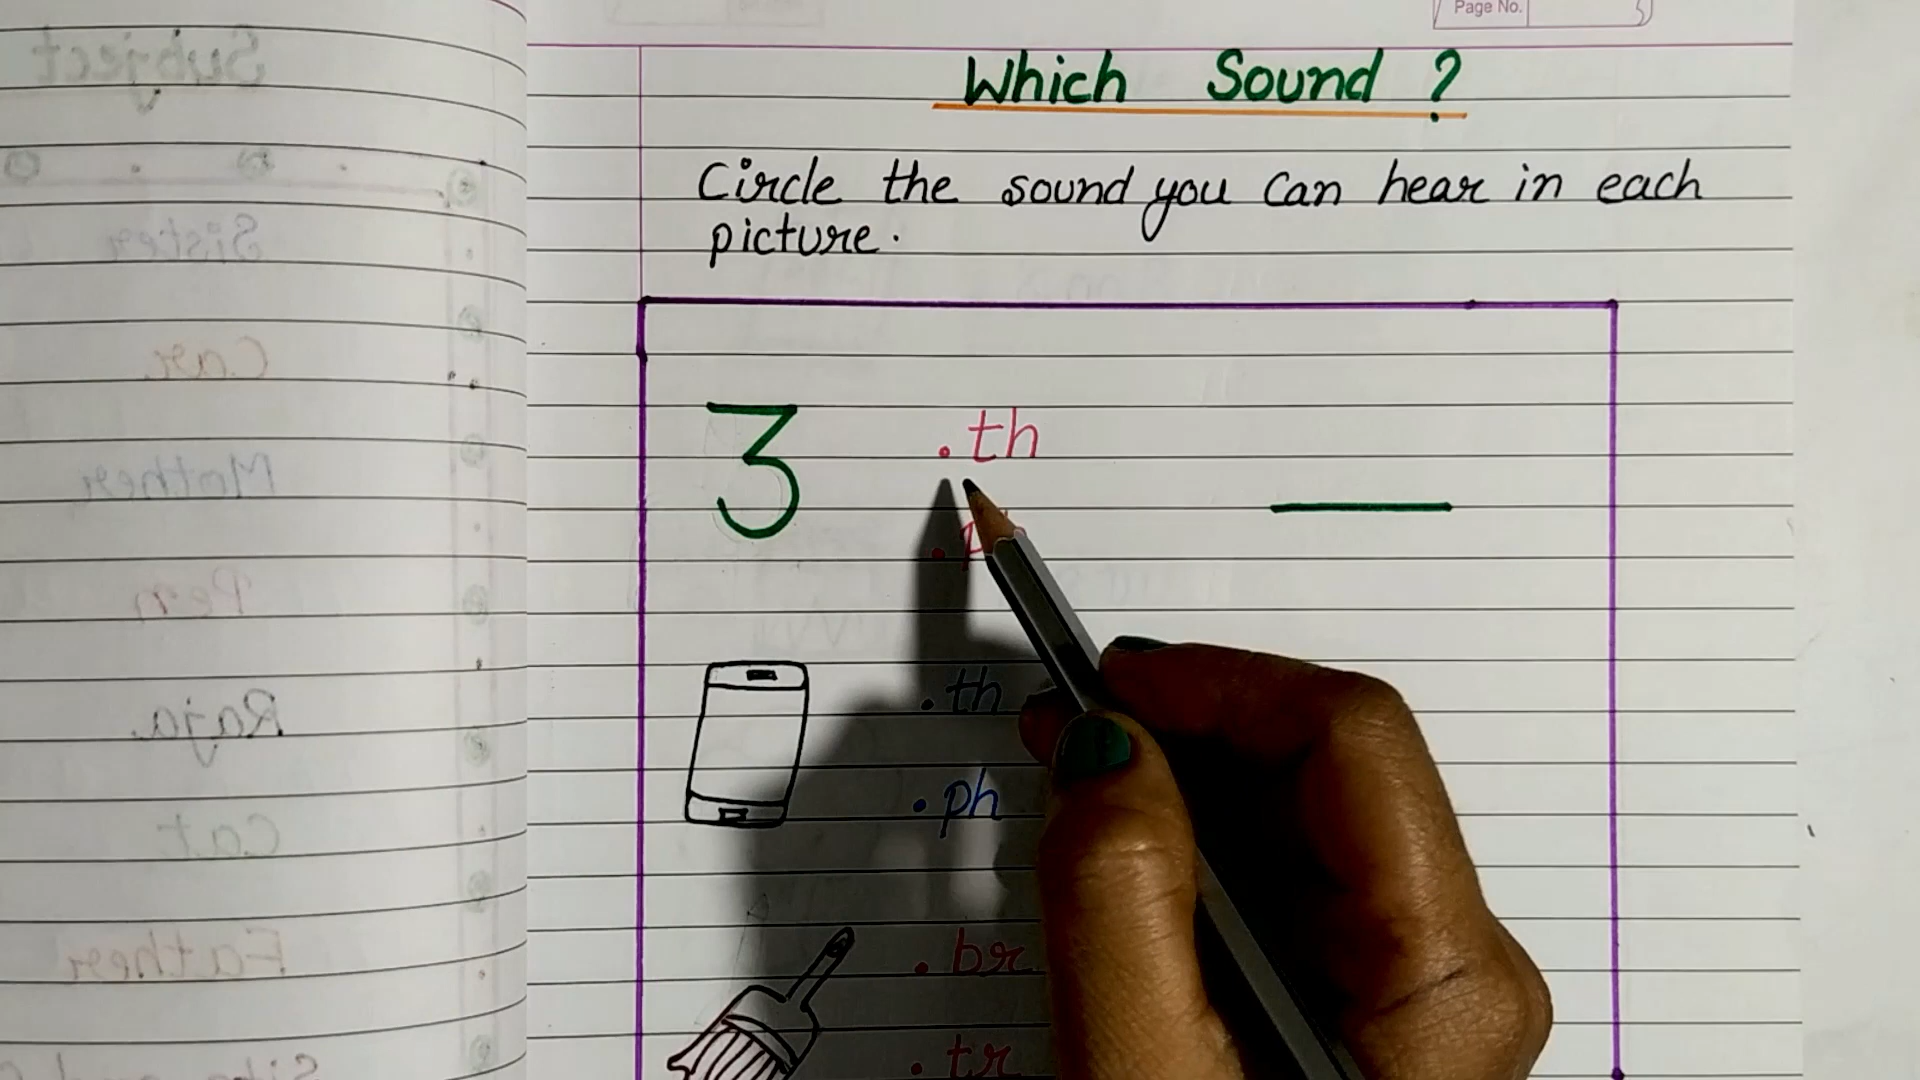 Page No.
Which Sound ?
Circle the sound you can hear in each
picture.
3 . th
. th
. ph
. br
. tr
Subject
Sister
Car
Mother
Pen
Raja
Cat
Father